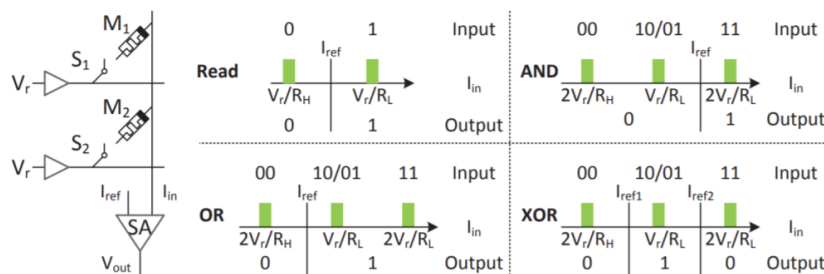 M1
S1
Vr
M2
S2
Vr
Iref Iin
SA
Vout
0 1 Input
Iref
Read Iin
Vr/RH Vr/RL
0 1 Output
00 10/01 11 Input
Iref
AND Iin
2Vr/RH Vr/RL 2Vr/RL
0 1 Output
00 10/01 11 Input
Iref
OR Iin
2Vr/RH Vr/RL 2Vr/RL
0 1 Output
00 10/01 11 Input
Iref1 Iref2
XOR Iin
2Vr/RH Vr/RL 2Vr/RL
0 1 0 Output